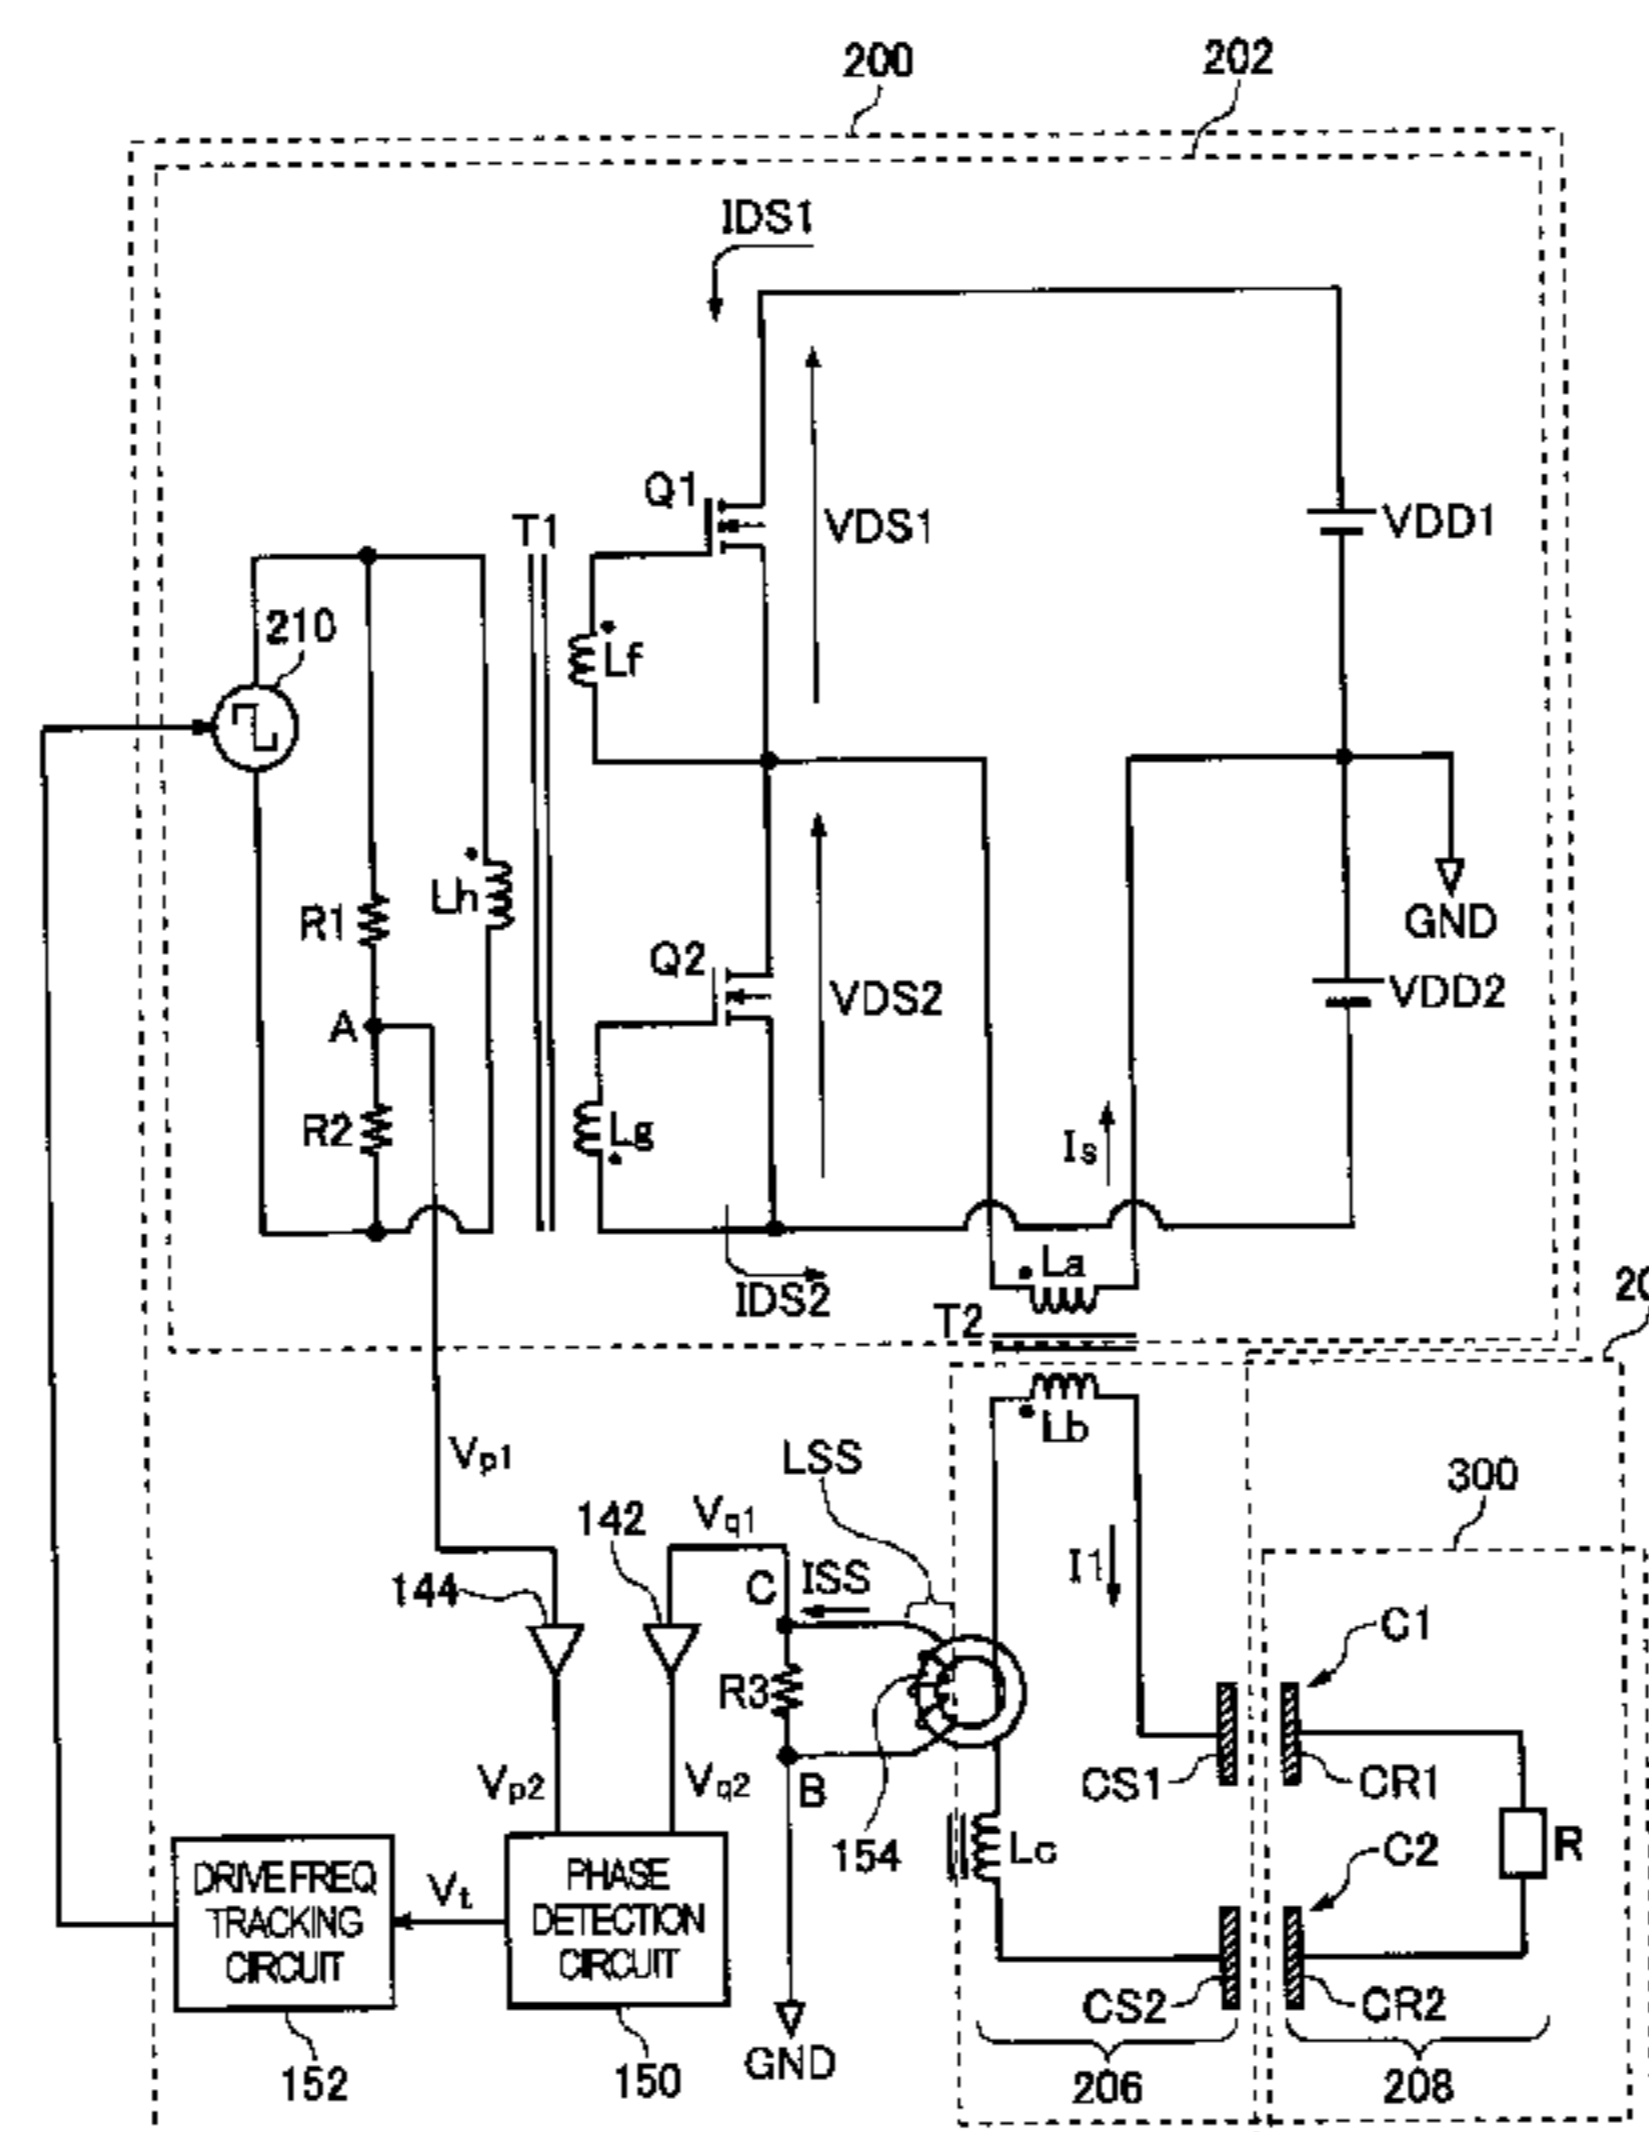 200
202
IDS1
Q1
VDS1
VDD1
T1
210
Lf
Lh
R1
GND
Q2
VDS2
VDD2
A
R2
Lg
Is
IDS2
La
T2
Lb
LSS
Vp1
300
142
Vq1
144
C
ISS
I1
C1
R3
CS1
CR1
Vp2
Vq2
B
154
Lc
C2
R
DRIVE FREQ
TRACKING
CIRCUIT
Vt
PHASE
DETECTION
CIRCUIT
CS2
CR2
GND
152
150
206
208